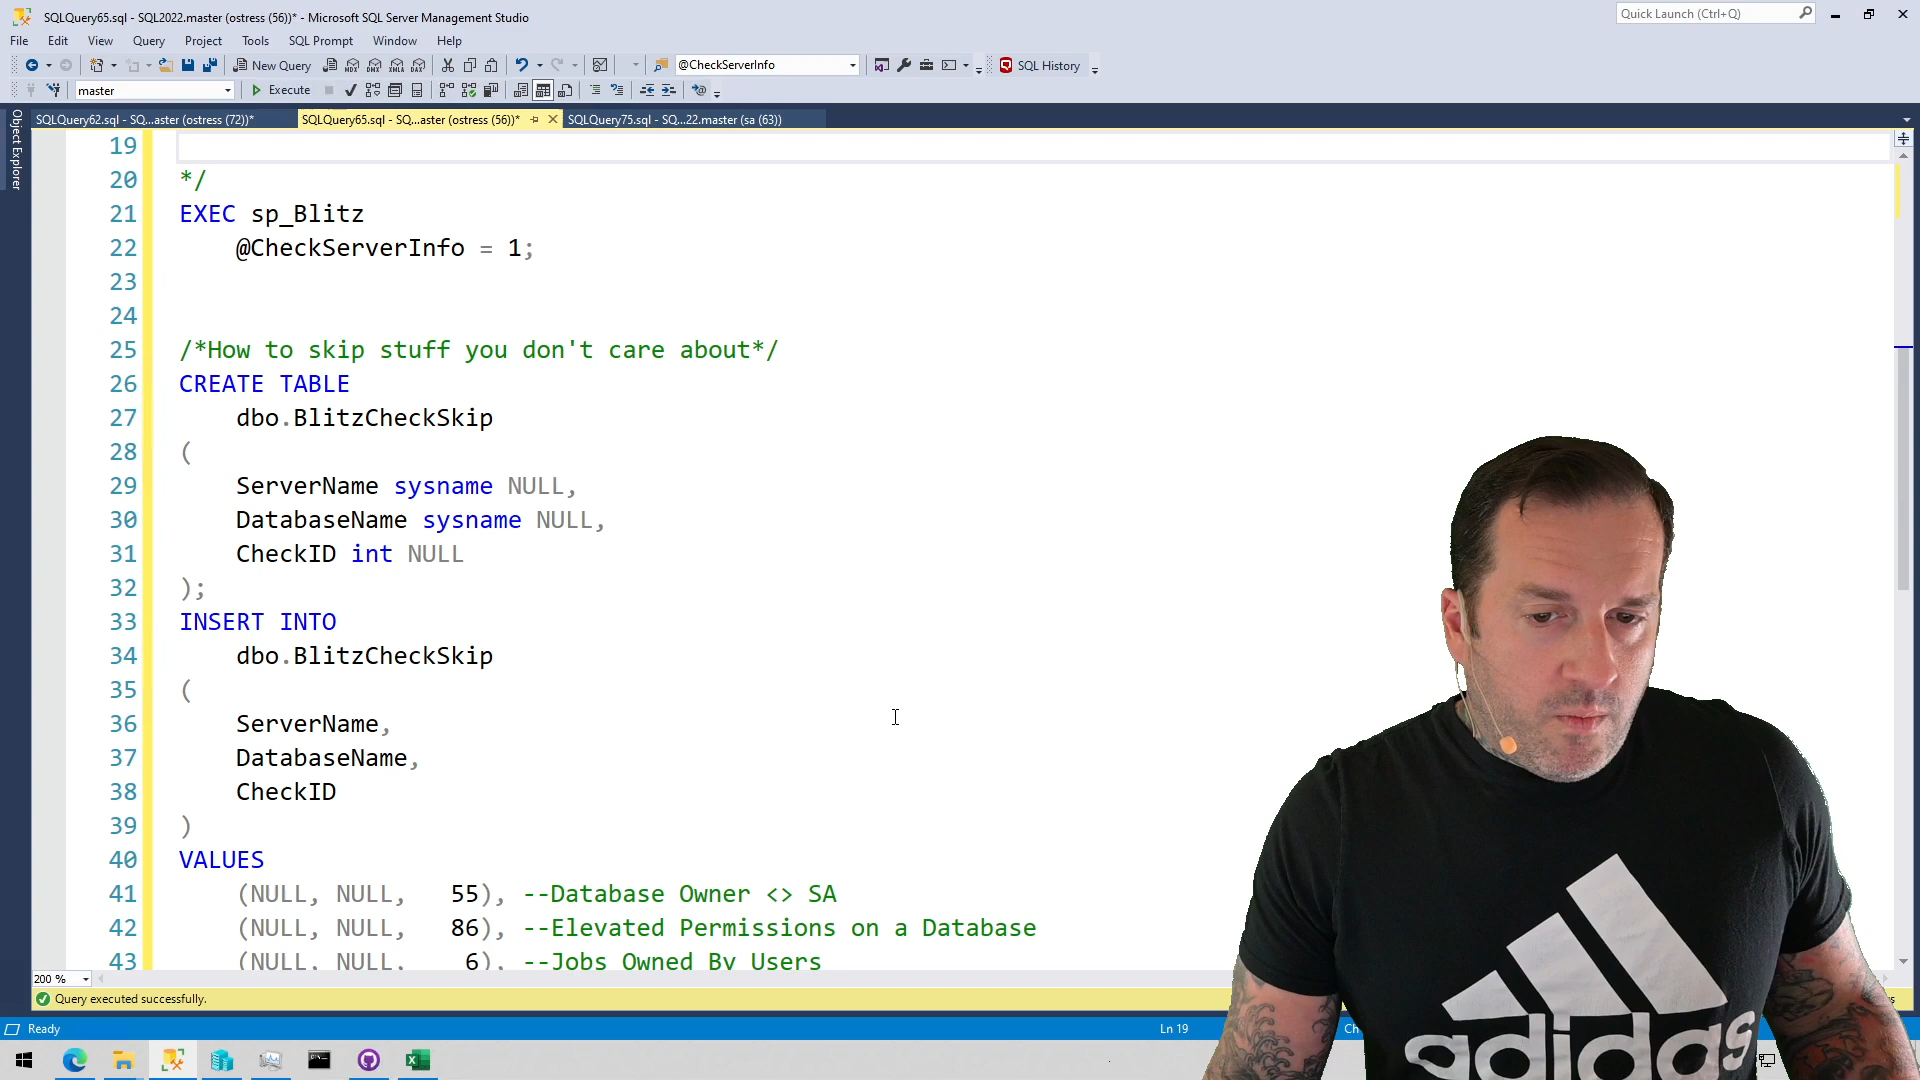 SQLQuery65.sql - SQL2022.master (ostress (56))* - Microsoft SQL Server Management Studio
Quick Launch (Ctrl+Q)
File Edit View Query Project Tools SQL Prompt Window Help
New Query MDX DMX XMLA DAX @CheckServerInfo SQL History
master Execute
SQLQuery62.sql - SQ...aster (ostress (72))* SQLQuery65.sql - SQ...aster (ostress (56))* SQLQuery75.sql - SQ...22.master (sa (63))
Object Explorer
19
20 */
21 EXEC sp_Blitz
22 @CheckServerInfo = 1;
23
24
25 /*How to skip stuff you don't care about*/
26 CREATE TABLE
27 dbo.BlitzCheckSkip
28 (
29 ServerName sysname NULL,
30 DatabaseName sysname NULL,
31 CheckID int NULL
32 );
33 INSERT INTO
34 dbo.BlitzCheckSkip
35 (
36 ServerName,
37 DatabaseName,
38 CheckID
39 )
40 VALUES
41 (NULL, NULL, 55), --Database Owner <> SA
42 (NULL, NULL, 86), --Elevated Permissions on a Database
43 (NULL, NULL, 6), --Jobs Owned By Users
200 %
Query executed successfully.
Ready Ln 19 Ch
adidas